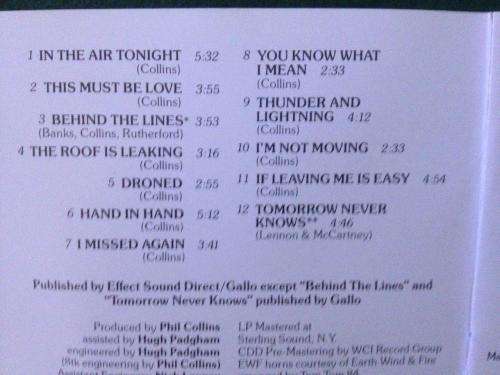 1 IN THE AIR TONIGHT 5:32
(Collins)
2 THIS MUST BE LOVE 3:55
(Collins)
3 BEHIND THE LINES* 3:53
(Banks, Collins, Rutherford)
4 THE ROOF IS LEAKING 3:16
(Collins)
5 DRONED 2:55
(Collins)
6 HAND IN HAND 5:12
(Collins)
7 I MISSED AGAIN 3:41
(Collins)
8 YOU KNOW WHAT
I MEAN 2:33
(Collins)
9 THUNDER AND
LIGHTNING 4:12
(Collins)
10 I'M NOT MOVING 2:33
(Collins)
11 IF LEAVING ME IS EASY 4:54
(Collins)
12 TOMORROW NEVER
KNOWS** 4:46
(Lennon & McCartney)
Published by Effect Sound Direct/Gallo except "Behind The Lines" and
"Tomorrow Never Knows" published by Gallo
Produced by Phil Collins
assisted by Hugh Padgham
engineered by Hugh Padgham
(8tk engineering by Phil Collins)
LP Mastered at
Sterling Sound, N.Y.
CDD Pre-Mastering by WCI Record Group
EWF horns courtesy of Earth Wind & Fire